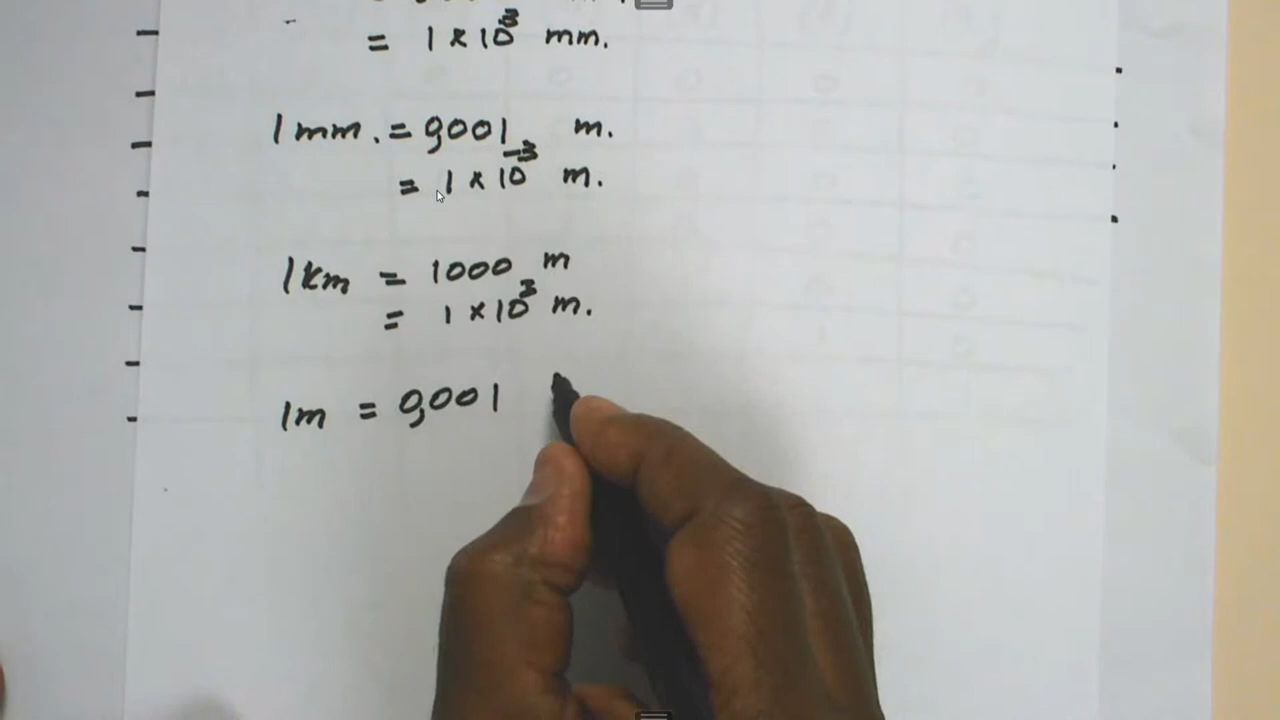 = 1 × 10³ mm.
1 mm. = 0,001 m.
= 1 × 10⁻³ m.
1 km = 1000 m
= 1 × 10³ m.
1m = 0,001